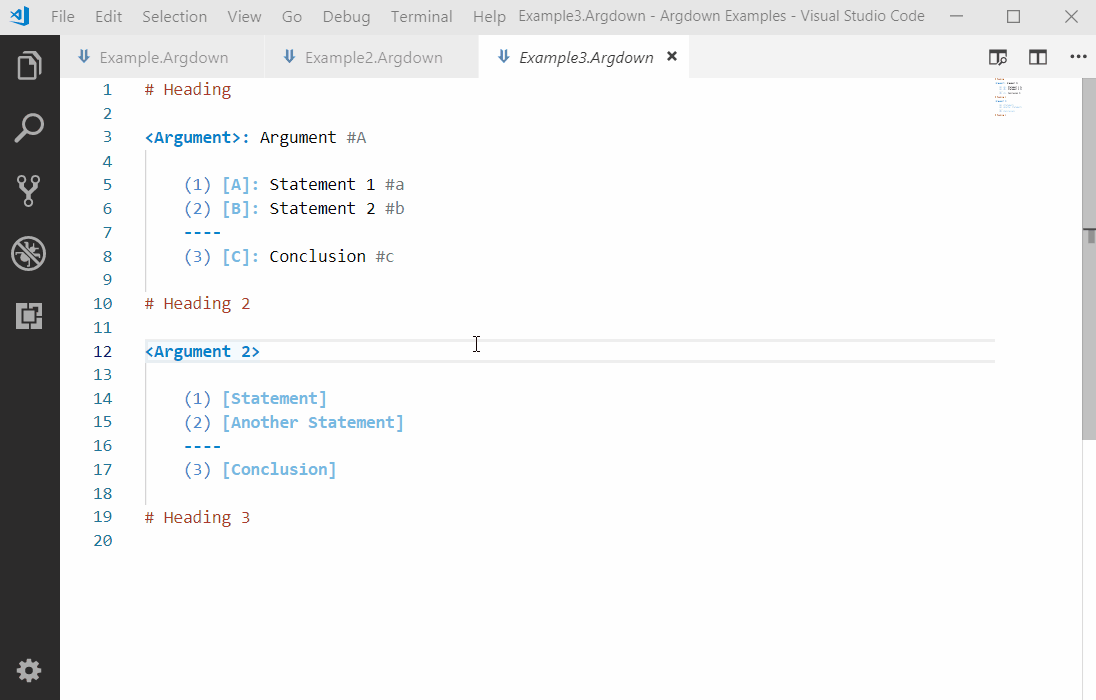 File Edit Selection View Go Debug Terminal Help Example3.Argdown - Argdown Examples - Visual Studio Code
Example.Argdown Example2.Argdown Example3.Argdown
1 # Heading
2
3 <Argument>: Argument #A
4
5 (1) [A]: Statement 1 #a
6 (2) [B]: Statement 2 #b
7 ----
8 (3) [C]: Conclusion #c
9
10 # Heading 2
11
12 <Argument 2>
13
14 (1) [Statement]
15 (2) [Another Statement]
16 ----
17 (3) [Conclusion]
18
19 # Heading 3
20